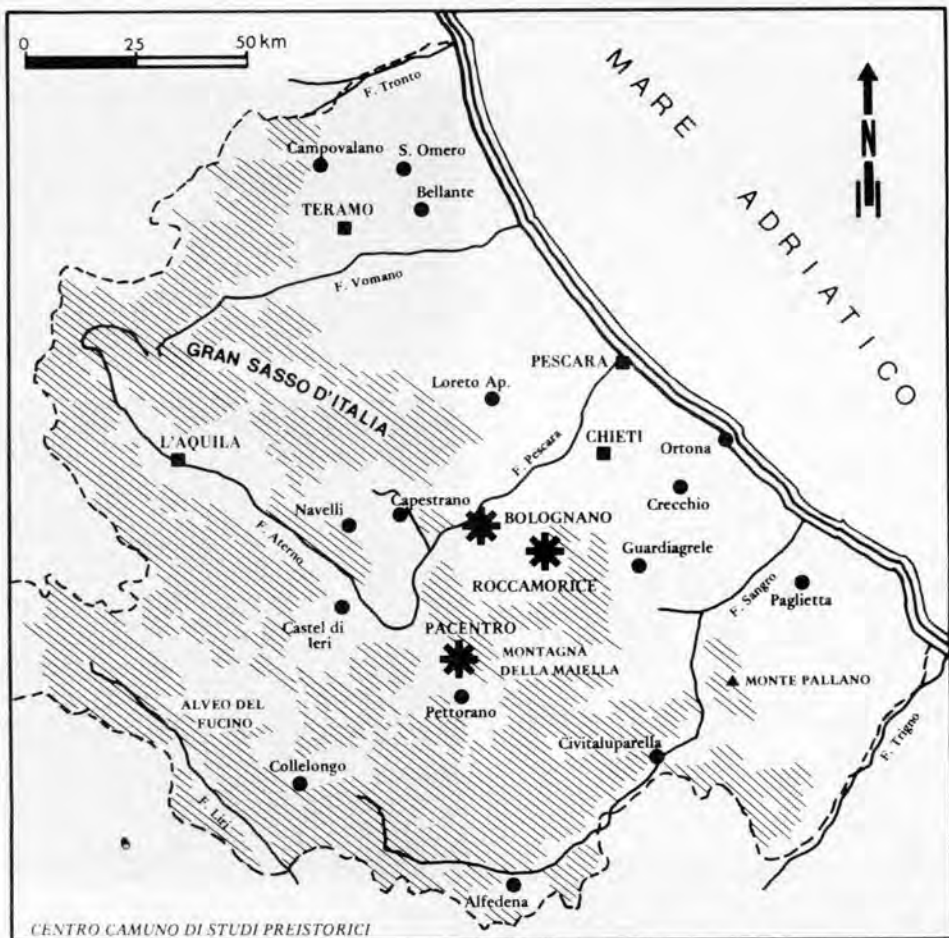 0 25 50 km
MARE
ADRIATICO
N
F. Tronto
Campovalano
S. Omero
Bellante
TERAMO
F. Vomano
GRAN SASSO D'ITALIA
PESCARA
Loreto Ap.
L'AQUILA
F. Pescara
CHIETI
Ortona
Navelli
Capestrano
Crecchio
BOLOGNANO
F. Aterno
Guardiagrele
ROCCAMORICE
F. Sangro
Paglietta
Castel di
Ieri
PACENTRO
MONTAGNA
DELLA MAIELLA
MONTE PALLANO
ALVEO DEL
FUCINO
Pettorano
Civitaluparella
F. Trigno
Collelongo
F. Liri
Alfedena
CENTRO CAMUNO DI STUDI PREISTORICI